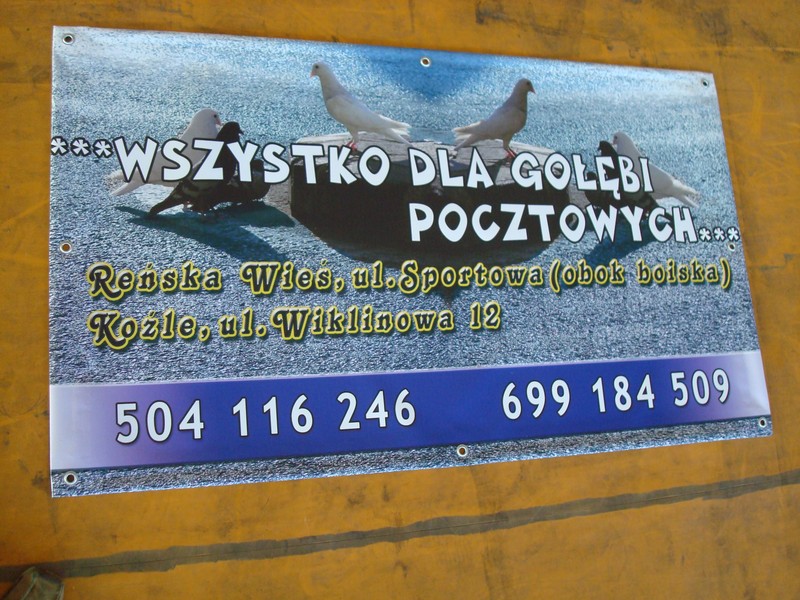 ***WSZYSTKO DLA GOŁĘBI
POCZTOWYCH***
Reńska Wieś, ul. Sportowa (obok boiska)
Koźle, ul. Wiklinowa 12
504 116 246 699 184 509